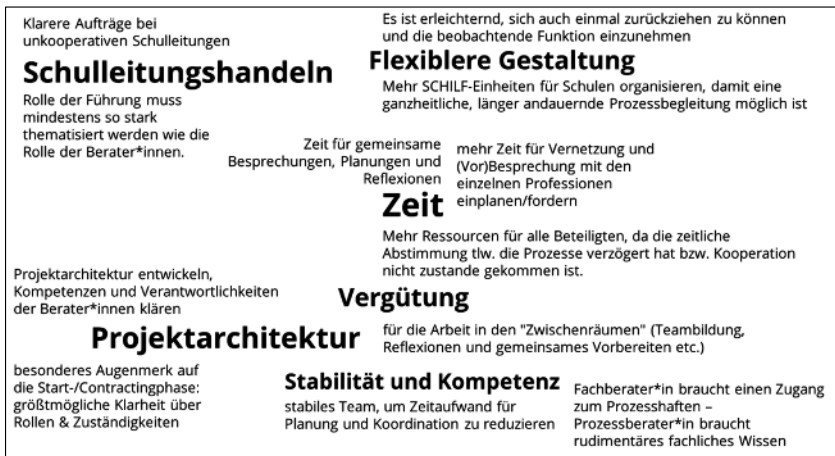 Klarere Aufträge bei
unkooperativen Schulleitungen
Schulleitungshandeln
Rolle der Führung muss
mindestens so stark
thematisiert werden wie die
Rolle der Berater*innen.
Es ist erleichternd, sich auch einmal zurückziehen zu können
und die beobachtende Funktion einzunehmen
Flexiblere Gestaltung
Mehr SCHILF-Einheiten für Schulen organisieren, damit eine
ganzheitliche, länger andauernde Prozessbegleitung möglich ist
Zeit für gemeinsame
Besprechungen, Planungen und
Reflexionen
mehr Zeit für Vernetzung und
(Vor)Besprechung mit den
einzelnen Professionen
einplanen/fordern
Zeit
Mehr Ressourcen für alle Beteiligten, da die zeitliche
Abstimmung tlw. die Prozesse verzögert hat bzw. Kooperation
nicht zustande gekommen ist.
Projektarchitektur entwickeln,
Kompetenzen und Verantwortlichkeiten
der Berater*innen klären
Projektarchitektur
besonderes Augenmerk auf
die Start-/Contractingphase:
größtmögliche Klarheit über
Rollen & Zuständigkeiten
Vergütung
für die Arbeit in den "Zwischenräumen" (Teambildung,
Reflexionen und gemeinsames Vorbereiten etc.)
Stabilität und Kompetenz
stabiles Team, um Zeitaufwand für
Planung und Koordination zu reduzieren
Fachberater*in braucht einen Zugang
zum Prozesshaften –
Prozessberater*in braucht
rudimentäres fachliches Wissen